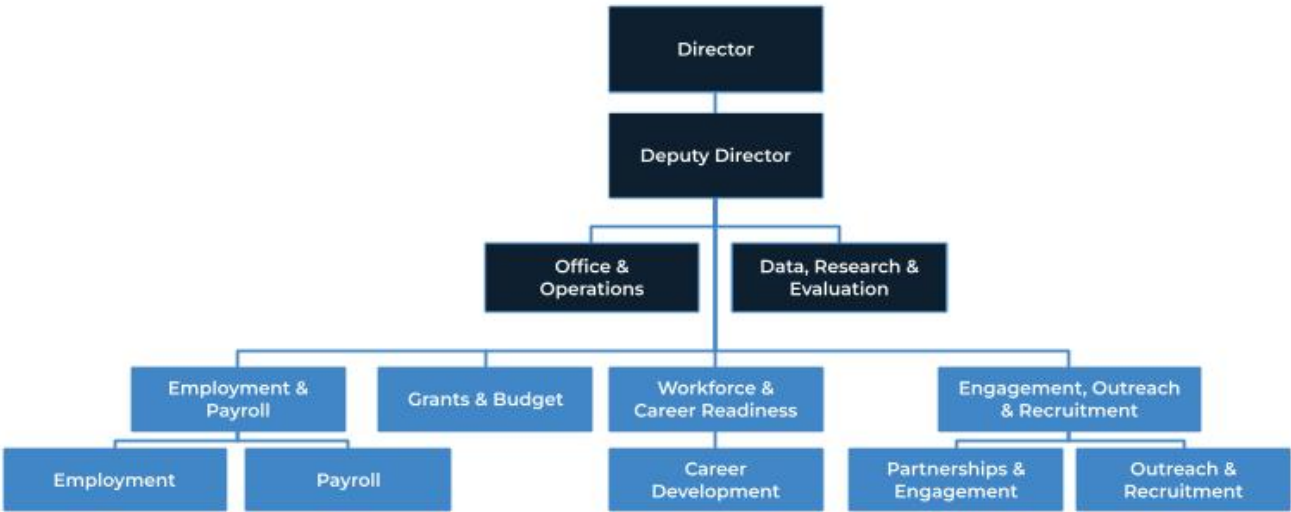 Director
Deputy Director
Office &
Operations
Data, Research &
Evaluation
Employment &
Payroll
Grants & Budget
Workforce &
Career Readiness
Engagement, Outreach
& Recruitment
Employment
Payroll
Career
Development
Partnerships &
Engagement
Outreach &
Recruitment